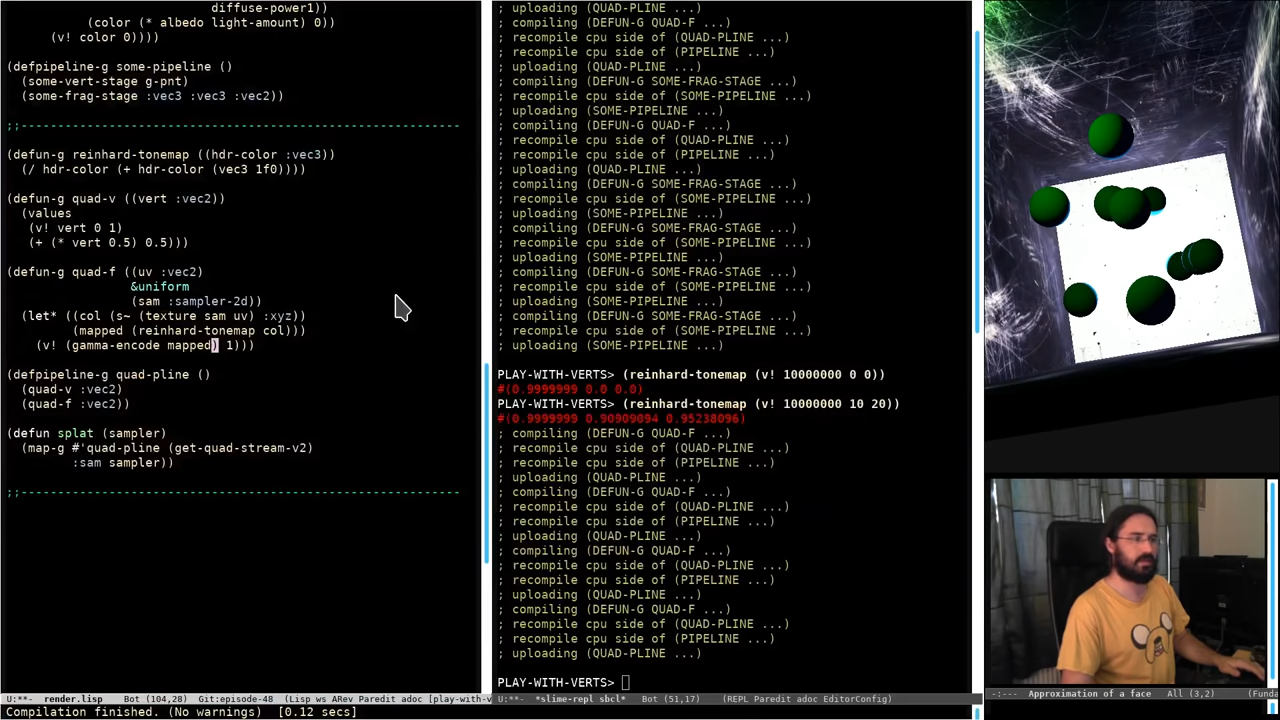 diffuse-power1))
(color (* albedo light-amount) 0))
(v! color 0))))
(defpipeline-g some-pipeline ()
(some-vert-stage g-pnt)
(some-frag-stage :vec3 :vec3 :vec2))
;;----------------------------------------------------------------
(defun-g reinhard-tonemap ((hdr-color :vec3))
(/ hdr-color (+ hdr-color (vec3 1f0))))
(defun-g quad-v ((vert :vec2))
(values
(v! vert 0 1)
(+ (* vert 0.5) 0.5)))
(defun-g quad-f ((uv :vec2)
&uniform
(sam :sampler-2d))
(let* ((col (s~ (texture sam uv) :xyz))
(mapped (reinhard-tonemap col)))
(v! (gamma-encode mapped) 1)))
(defpipeline-g quad-pline ()
(quad-v :vec2)
(quad-f :vec2))
(defun splat (sampler)
(map-g #'quad-pline (get-quad-stream-v2)
:sam sampler))
;;----------------------------------------------------------------
U:**- render.lisp Bot (104,28) Git:episode-48 (Lisp ws ARev Paredit adoc [play-with-v
Compilation finished. (No warnings) [0.12 secs]
; uploading (QUAD-PLINE ...)
; compiling (DEFUN-G QUAD-F ...)
; recompile cpu side of (QUAD-PLINE ...)
; recompile cpu side of (PIPELINE ...)
; uploading (QUAD-PLINE ...)
; compiling (DEFUN-G SOME-FRAG-STAGE ...)
; recompile cpu side of (SOME-PIPELINE ...)
; uploading (SOME-PIPELINE ...)
; compiling (DEFUN-G QUAD-F ...)
; recompile cpu side of (QUAD-PLINE ...)
; recompile cpu side of (PIPELINE ...)
; uploading (QUAD-PLINE ...)
; compiling (DEFUN-G SOME-FRAG-STAGE ...)
; recompile cpu side of (SOME-PIPELINE ...)
; uploading (SOME-PIPELINE ...)
; compiling (DEFUN-G SOME-FRAG-STAGE ...)
; recompile cpu side of (SOME-PIPELINE ...)
; uploading (SOME-PIPELINE ...)
; compiling (DEFUN-G SOME-FRAG-STAGE ...)
; recompile cpu side of (SOME-PIPELINE ...)
; uploading (SOME-PIPELINE ...)
; compiling (DEFUN-G SOME-FRAG-STAGE ...)
; recompile cpu side of (SOME-PIPELINE ...)
; uploading (SOME-PIPELINE ...)
PLAY-WITH-VERTS> (reinhard-tonemap (v! 10000000 0 0))
#(0.9999999 0.0 0.0)
PLAY-WITH-VERTS> (reinhard-tonemap (v! 10000000 10 20))
#(0.9999999 0.90909094 0.95238096)
; compiling (DEFUN-G QUAD-F ...)
; recompile cpu side of (QUAD-PLINE ...)
; recompile cpu side of (PIPELINE ...)
; uploading (QUAD-PLINE ...)
; compiling (DEFUN-G QUAD-F ...)
; recompile cpu side of (QUAD-PLINE ...)
; recompile cpu side of (PIPELINE ...)
; uploading (QUAD-PLINE ...)
; compiling (DEFUN-G QUAD-F ...)
; recompile cpu side of (QUAD-PLINE ...)
; recompile cpu side of (PIPELINE ...)
; uploading (QUAD-PLINE ...)
; compiling (DEFUN-G QUAD-F ...)
; recompile cpu side of (QUAD-PLINE ...)
; recompile cpu side of (PIPELINE ...)
; uploading (QUAD-PLINE ...)
PLAY-WITH-VERTS>
U:**- *slime-repl sbcl* Bot (51,17) (REPL Paredit adoc EditorConfig)
-:--- Approximation of a face All (3,2) (Funda